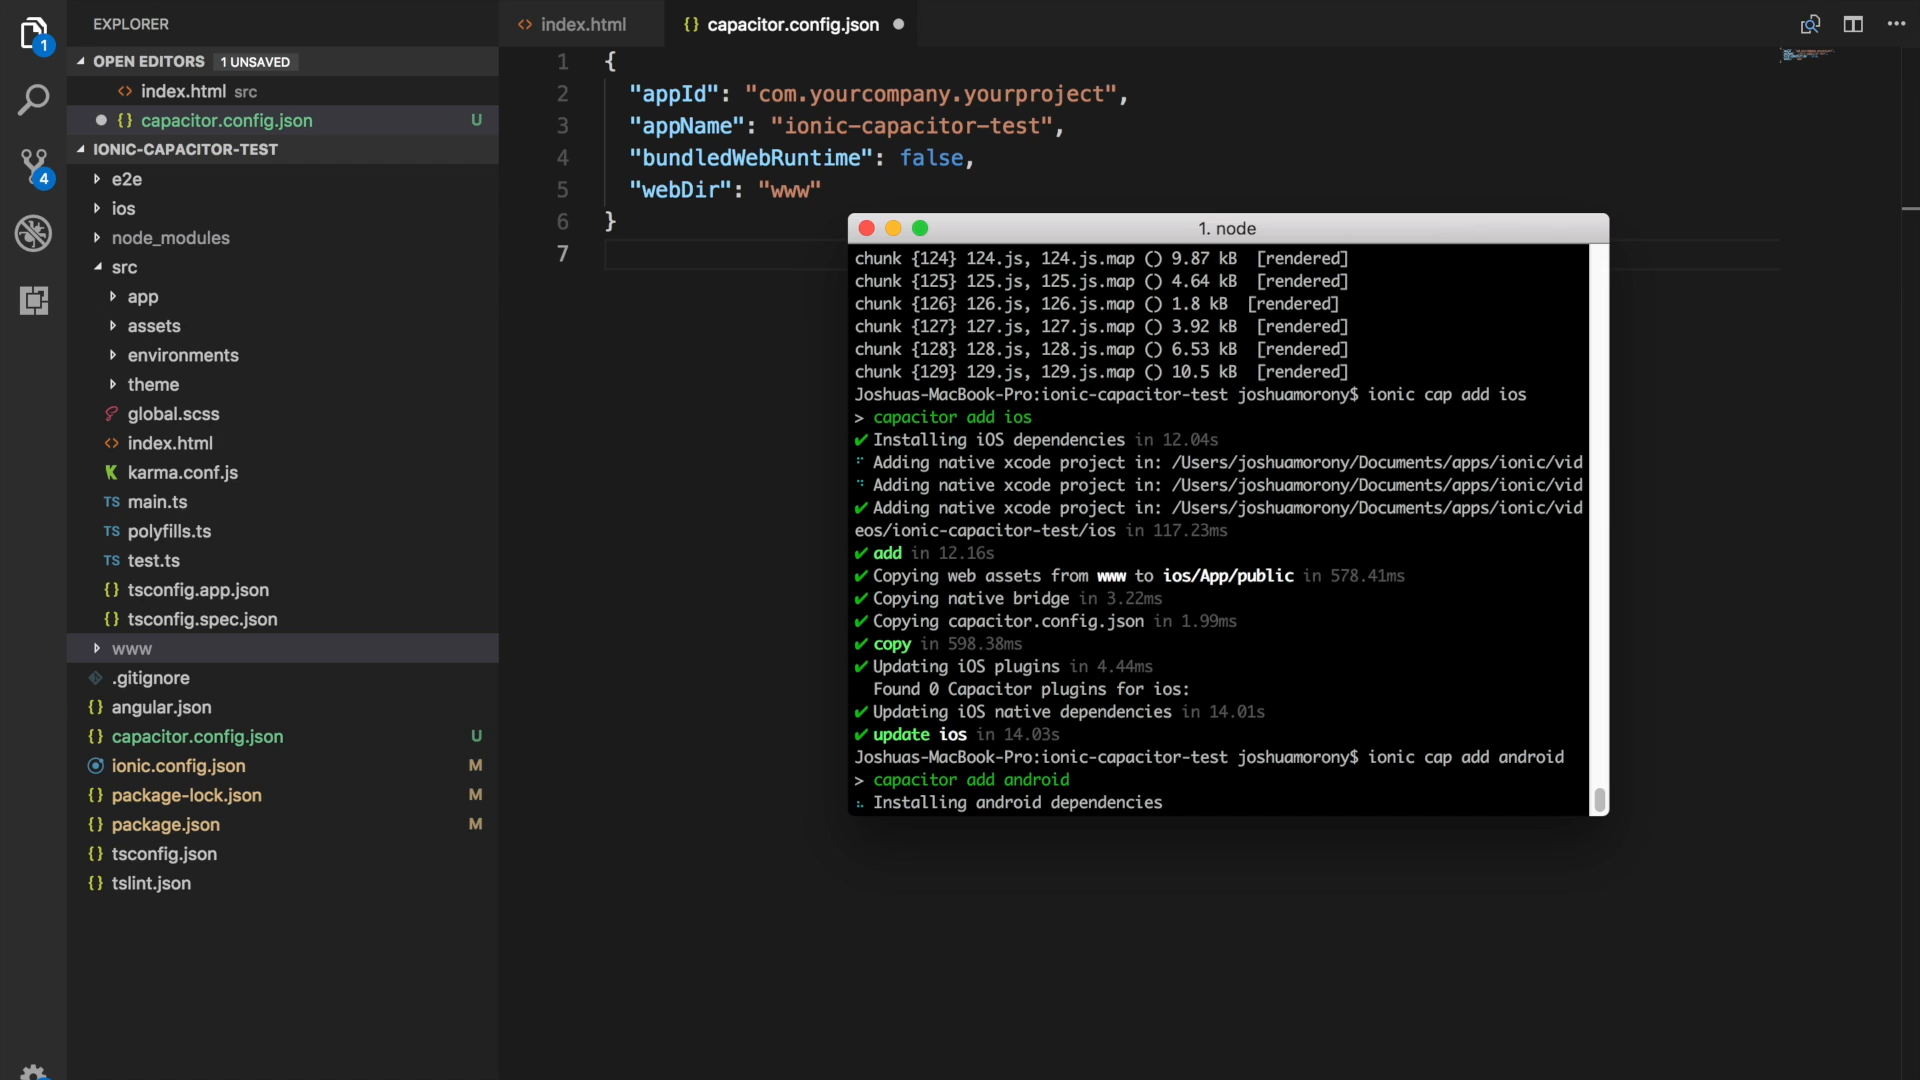 EXPLORER
OPEN EDITORS 1 UNSAVED
index.html src
capacitor.config.json U
IONIC-CAPACITOR-TEST
e2e
ios
node_modules
src
app
assets
environments
theme
global.scss
index.html
karma.conf.js
TS main.ts
TS polyfills.ts
TS test.ts
{} tsconfig.app.json
{} tsconfig.spec.json
www
.gitignore
{} angular.json
{} capacitor.config.json U
ionic.config.json M
{} package-lock.json M
{} package.json M
{} tsconfig.json
{} tslint.json
1
4
<> index.html
{} capacitor.config.json
1 {
2 "appId": "com.yourcompany.yourproject",
3 "appName": "ionic-capacitor-test",
4 "bundledWebRuntime": false,
5 "webDir": "www"
6 }
7
1. node
chunk {124} 124.js, 124.js.map () 9.87 kB [rendered]
chunk {125} 125.js, 125.js.map () 4.64 kB [rendered]
chunk {126} 126.js, 126.js.map () 1.8 kB [rendered]
chunk {127} 127.js, 127.js.map () 3.92 kB [rendered]
chunk {128} 128.js, 128.js.map () 6.53 kB [rendered]
chunk {129} 129.js, 129.js.map () 10.5 kB [rendered]
Joshuas-MacBook-Pro:ionic-capacitor-test joshuamorony$ ionic cap add ios
> capacitor add ios
✔ Installing iOS dependencies in 12.04s
Adding native xcode project in: /Users/joshuamorony/Documents/apps/ionic/vid
Adding native xcode project in: /Users/joshuamorony/Documents/apps/ionic/vid
✔ Adding native xcode project in: /Users/joshuamorony/Documents/apps/ionic/vid
eos/ionic-capacitor-test/ios in 117.23ms
✔ add in 12.16s
✔ Copying web assets from www to ios/App/public in 578.41ms
✔ Copying native bridge in 3.22ms
✔ Copying capacitor.config.json in 1.99ms
✔ copy in 598.38ms
✔ Updating iOS plugins in 4.44ms
Found 0 Capacitor plugins for ios:
✔ Updating iOS native dependencies in 14.01s
✔ update ios in 14.03s
Joshuas-MacBook-Pro:ionic-capacitor-test joshuamorony$ ionic cap add android
> capacitor add android
Installing android dependencies